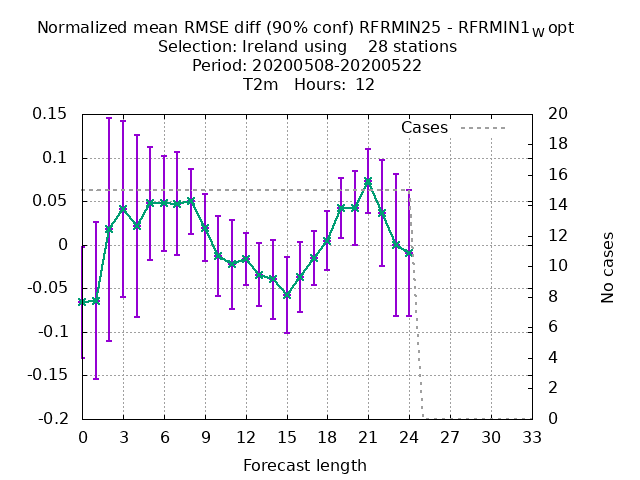 Normalized mean RMSE diff (90% conf) RFRMIN25 - RFRMIN1W opt
Selection: Ireland using 28 stations
Period: 20200508-20200522
T2m Hours: 12
Cases
0.15
0.1
0.05
0
-0.05
-0.1
-0.15
-0.2
20
18
16
14
12
10
8
6
4
2
0
No cases
0 3 6 9 12 15 18 21 24 27 30 33
Forecast length